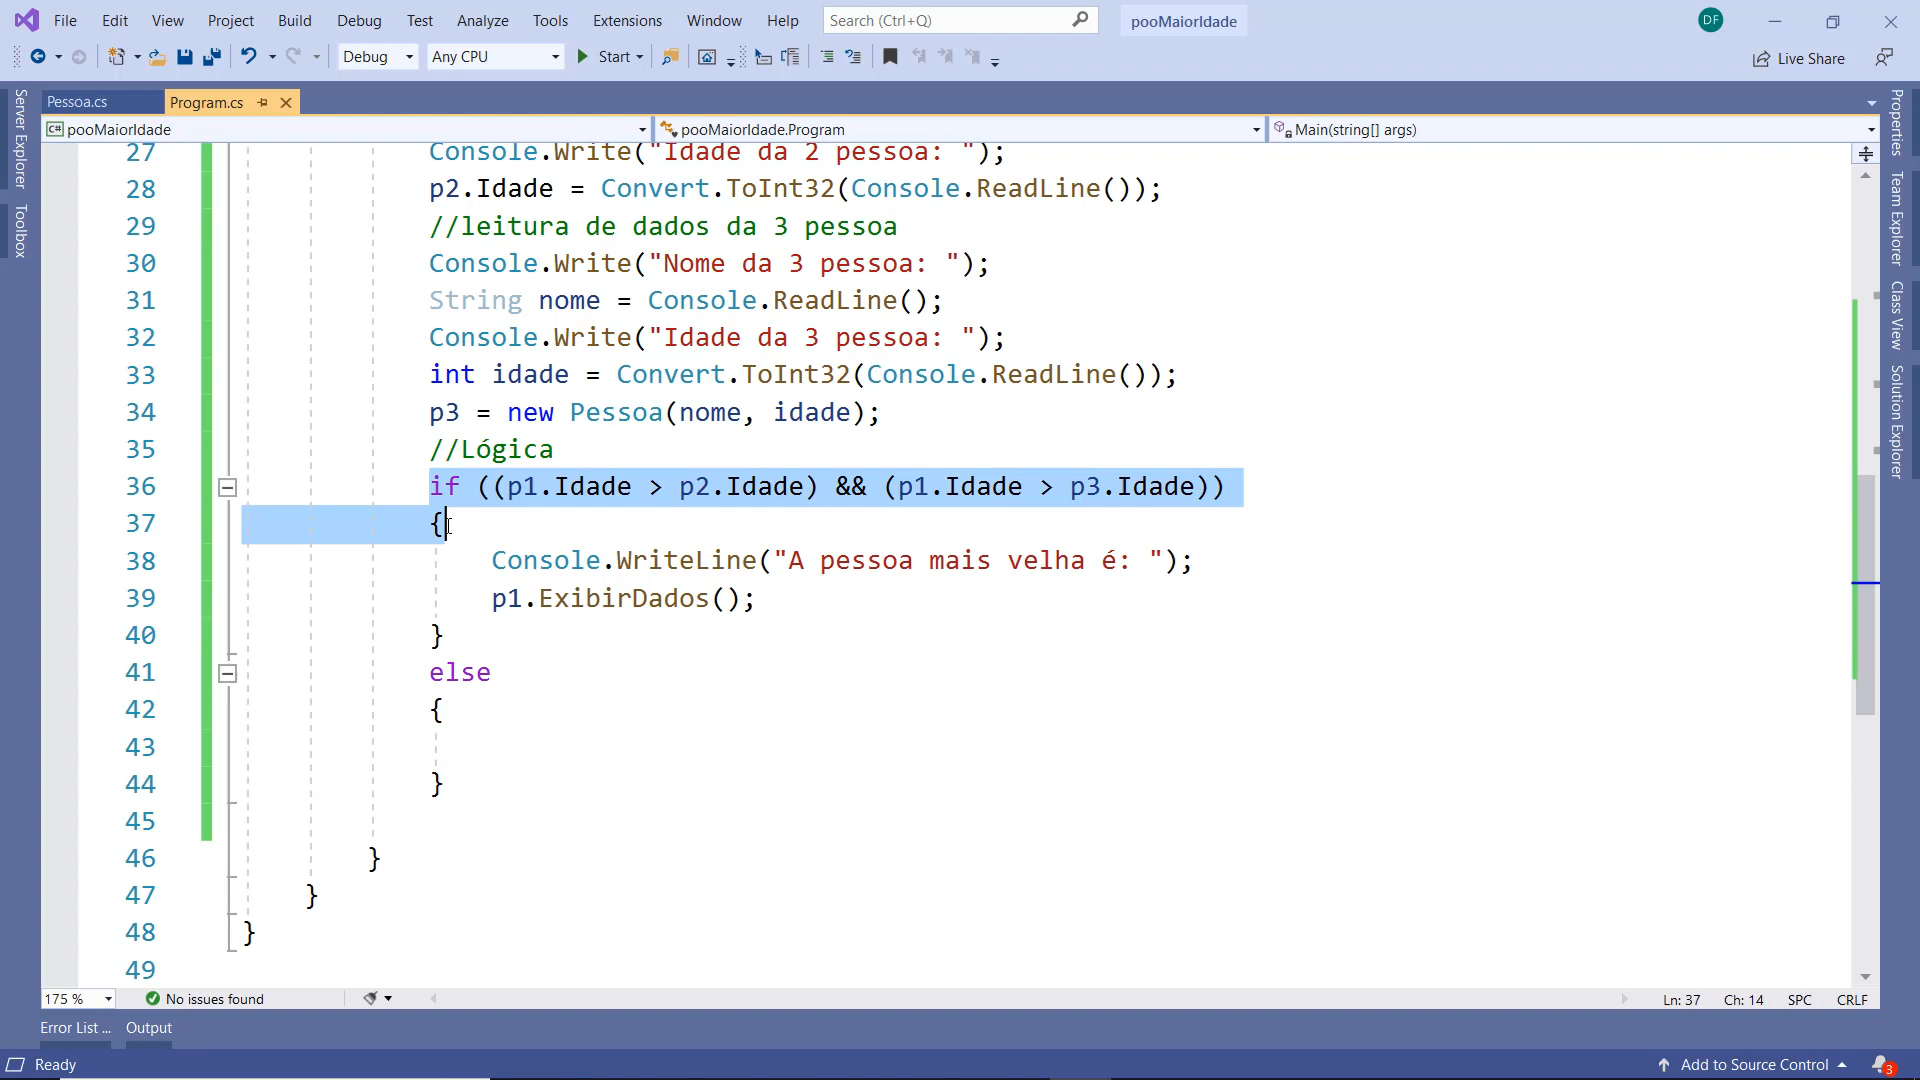 File Edit View Project Build Debug Test Analyze Tools Extensions Window Help Search (Ctrl+Q) pooMaiorIdade DF
Debug Any CPU Start Live Share
Pessoa.cs Program.cs
C# pooMaiorIdade pooMaiorIdade.Program Main(string[] args)
Server Explorer
Toolbox
27 Console.Write("Idade da 2 pessoa: ");
28 p2.Idade = Convert.ToInt32(Console.ReadLine());
29 //leitura de dados da 3 pessoa
30 Console.Write("Nome da 3 pessoa: ");
31 String nome = Console.ReadLine();
32 Console.Write("Idade da 3 pessoa: ");
33 int idade = Convert.ToInt32(Console.ReadLine());
34 p3 = new Pessoa(nome, idade);
35 //Lógica
36 if ((p1.Idade > p2.Idade) && (p1.Idade > p3.Idade))
37 {
38 Console.WriteLine("A pessoa mais velha é: ");
39 p1.ExibirDados();
40 }
41 else
42 {
43
44 }
45
46 }
47 }
48 }
49
Properties
Team Explorer
Class View
Solution Explorer
175 % No issues found Ln: 37 Ch: 14 SPC CRLF
Error List ... Output
Ready Add to Source Control 3